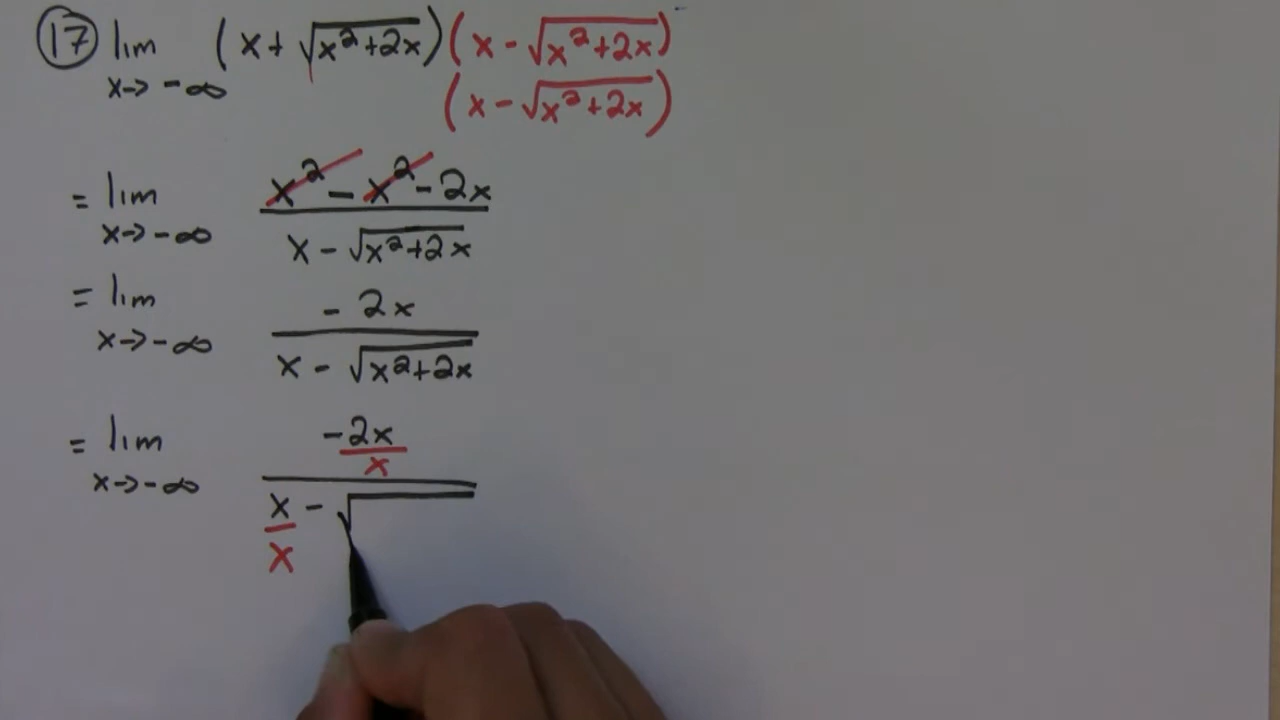 17 lim (x + √(x²+2x)) (x - √(x²+2x))
x→ -∞ (x - √(x²+2x))
= lim x² - x² - 2x
x→ -∞ x - √(x²+2x)
= lim - 2x
x→ -∞ x - √(x²+2x)
= lim -2x
x
x→ -∞ x - √
x